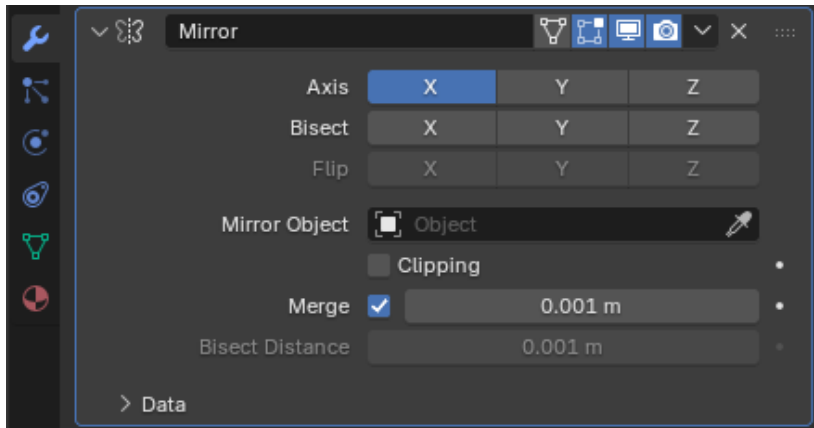 Mirror
Axis X Y Z
Bisect X Y Z
Flip X Y Z
Mirror Object Object
Clipping
Merge 0.001 m
Bisect Distance 0.001 m
Data